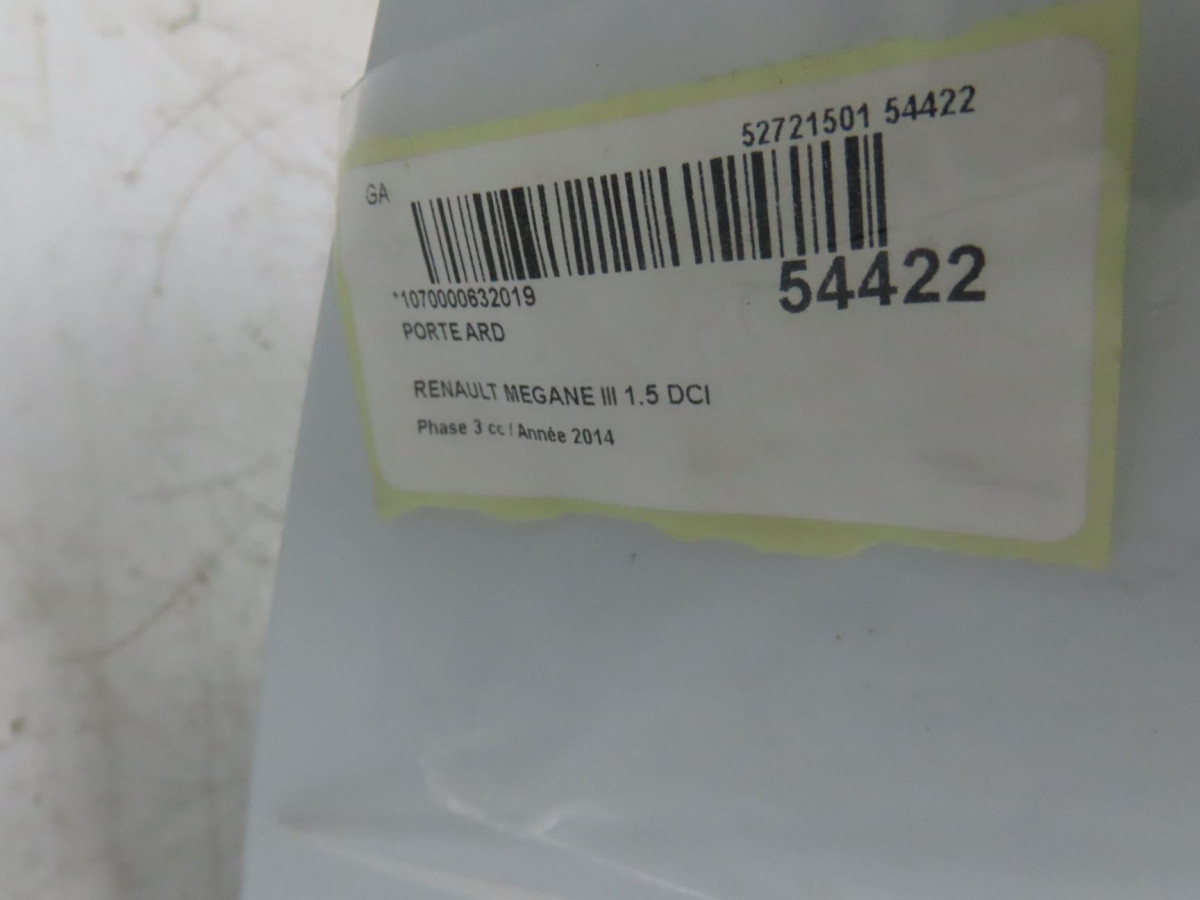 52721501 54422
GA
54422
*1070000632019
PORTE ARD
RENAULT MEGANE III 1.5 DCI
Phase 3 cc / Année 2014